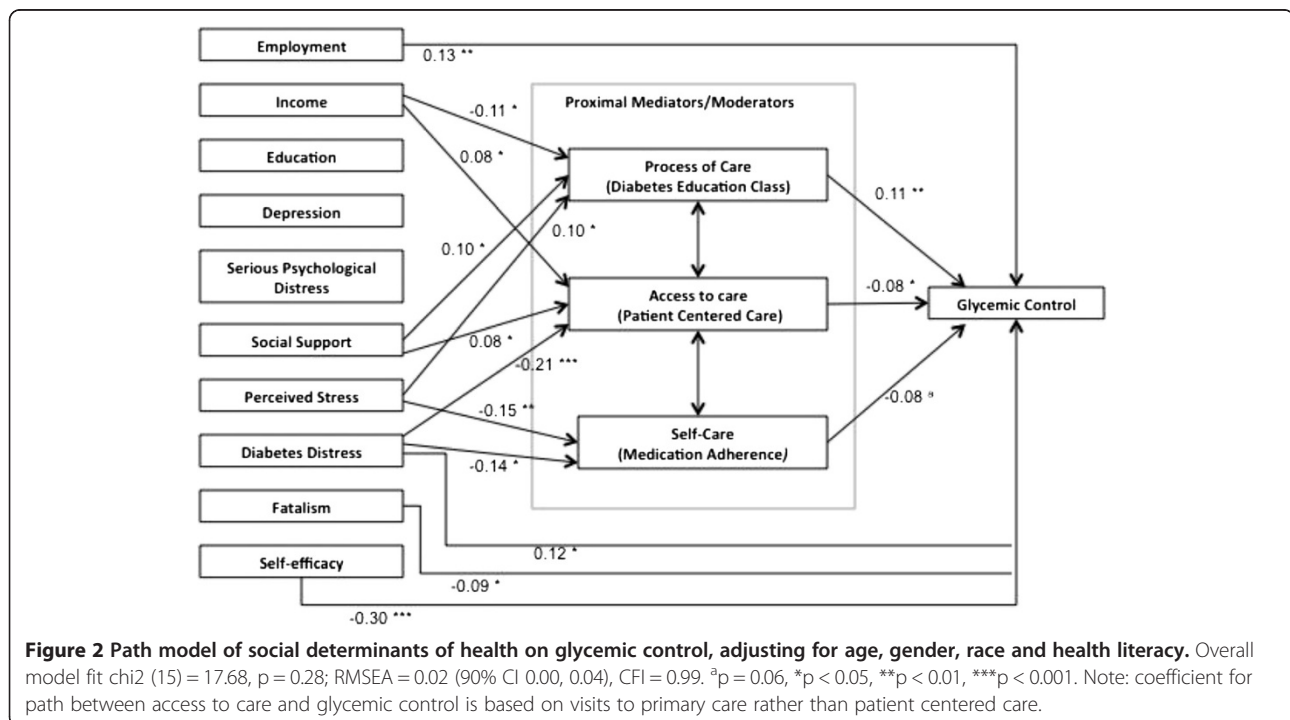 Employment
0.13 **
Income
-0.11 *
Proximal Mediators/Moderators
Education
0.08 *
Process of Care
(Diabetes Education Class)
0.11 **
Depression
0.10 *
0.10 *
Serious Psychological
Distress
Access to care
(Patient Centered Care)
-0.08 *
Glycemic Control
Social Support
0.08 *
-0.21 ***
Perceived Stress
-0.15 **
-0.08 a
Self-Care
(Medication Adherence)
Diabetes Distress
-0.14 *
Fatalism
0.12 *
Self-efficacy
-0.09 *
-0.30 ***
Figure 2 Path model of social determinants of health on glycemic control, adjusting for age, gender, race and health literacy. Overall
model fit chi2 (15) = 17.68, p = 0.28; RMSEA = 0.02 (90% CI 0.00, 0.04), CFI = 0.99. ᵃp = 0.06, *p < 0.05, **p < 0.01, ***p < 0.001. Note: coefficient for
path between access to care and glycemic control is based on visits to primary care rather than patient centered care.